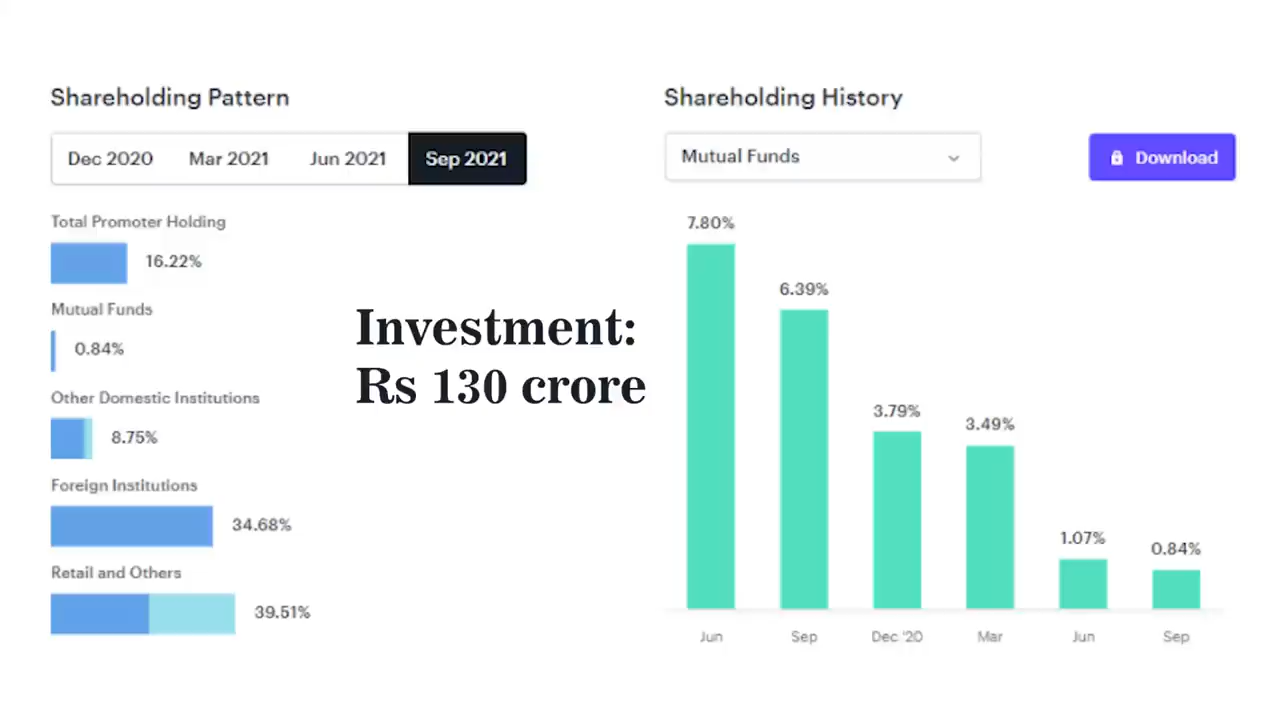 Shareholding Pattern
Dec 2020 Mar 2021 Jun 2021 Sep 2021
Total Promoter Holding
16.22%
Mutual Funds
0.84%
Other Domestic Institutions
8.75%
Foreign Institutions
34.68%
Retail and Others
39.51%
Investment:
Rs 130 crore
Shareholding History
Mutual Funds
Download
7.80%
6.39%
3.79%
3.49%
1.07%
0.84%
Jun Sep Dec '20 Mar Jun Sep